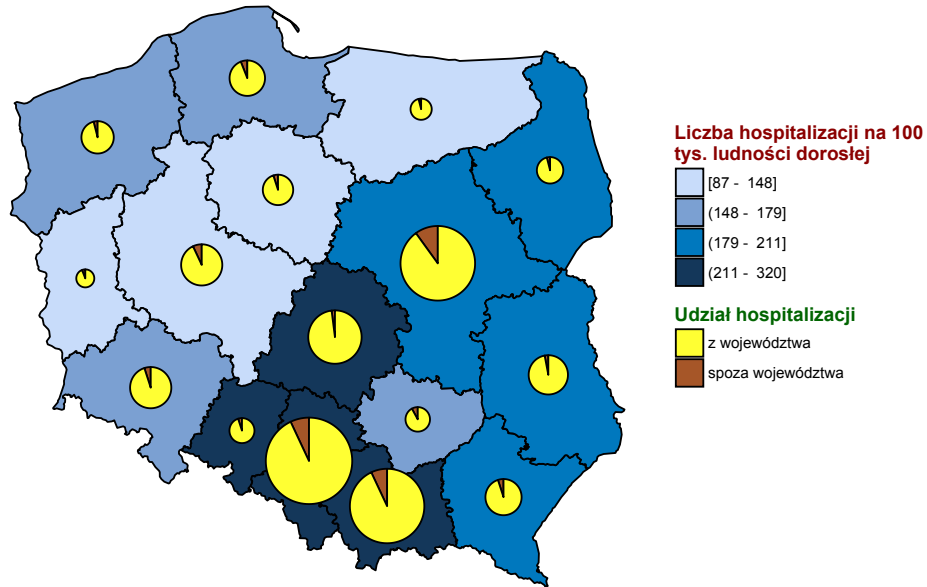 Liczba hospitalizacji na 100
tys. ludności dorosłej
[87 - 148]
(148 - 179]
(179 - 211]
(211 - 320]
Udział hospitalizacji
z województwa
spoza województwa